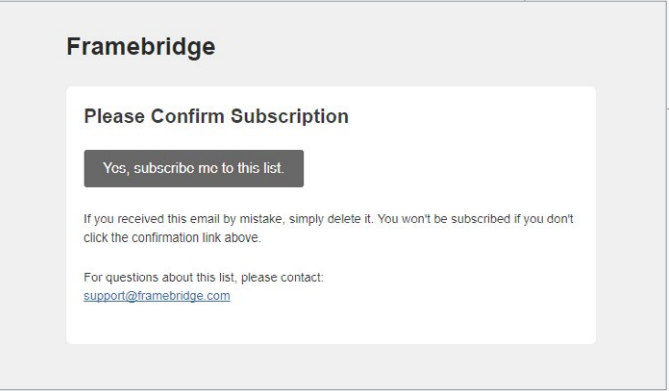 Framebridge
Please Confirm Subscription
Yes, subscribe me to this list.
If you received this email by mistake, simply delete it. You won't be subscribed if you don't
click the confirmation link above.
For questions about this list, please contact:
support@framebridge.com